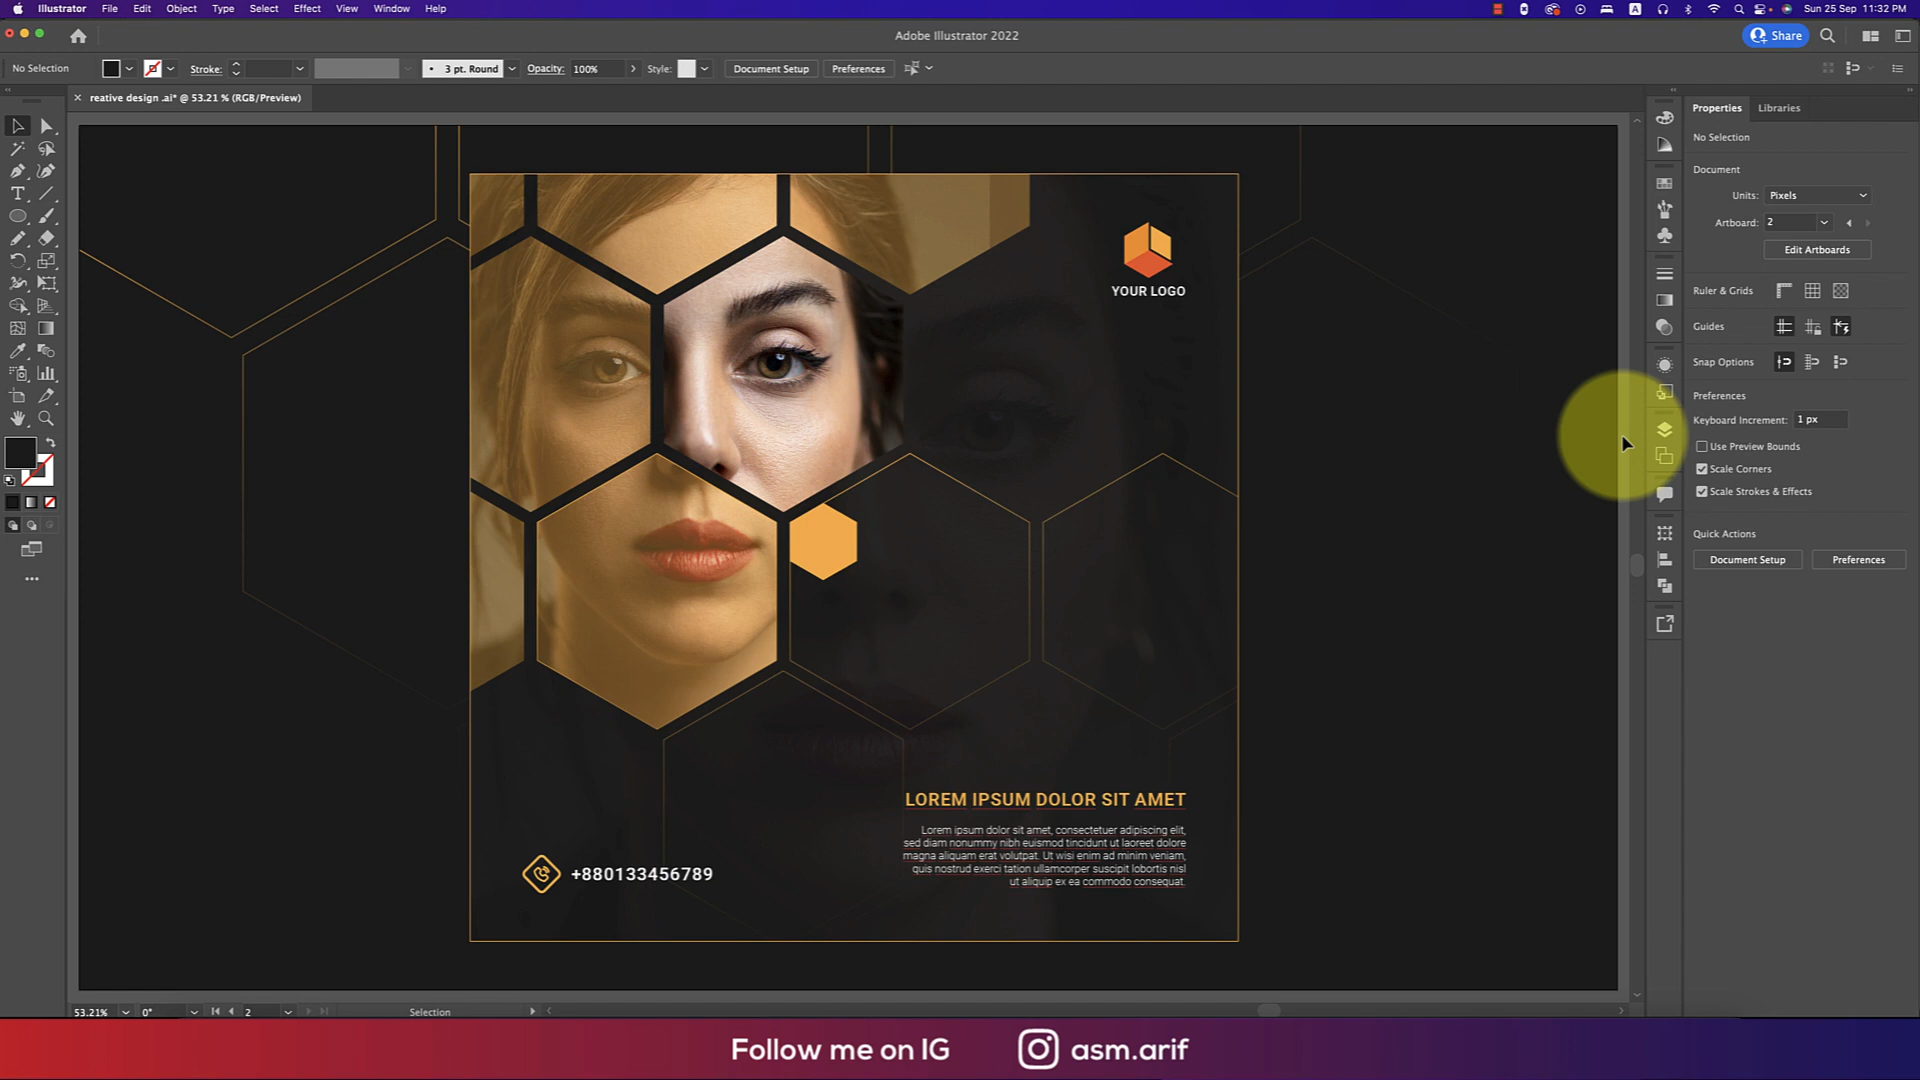 Illustrator File Edit Object Type Select Effect View Window Help
A
Sun 25 Sep 11:32 PM
Adobe Illustrator 2022
Share
No Selection
Stroke:
3 pt. Round
Opacity: 100%
Style:
Document Setup
Preferences
reative design .ai* @ 53.21 % (RGB/Preview)
Properties Libraries
No Selection
Document
Units: Pixels
Artboard: 2
Edit Artboards
Ruler & Grids
Guides
Snap Options
Preferences
Keyboard Increment: 1 px
Use Preview Bounds
Scale Corners
Scale Strokes & Effects
Quick Actions
Document Setup Preferences
YOUR LOGO
LOREM IPSUM DOLOR SIT AMET
Lorem ipsum dolor sit amet, consectetuer adipiscing elit,
sed diam nonummy nibh euismod tincidunt ut laoreet dolore
magna aliquam erat volutpat. Ut wisi enim ad minim veniam,
quis nostrud exerci tation ullamcorper suscipit lobortis nisl
ut aliquip ex ea commodo consequat.
+880133456789
53.21% 0° 2 Selection
Follow me on IG asm.arif